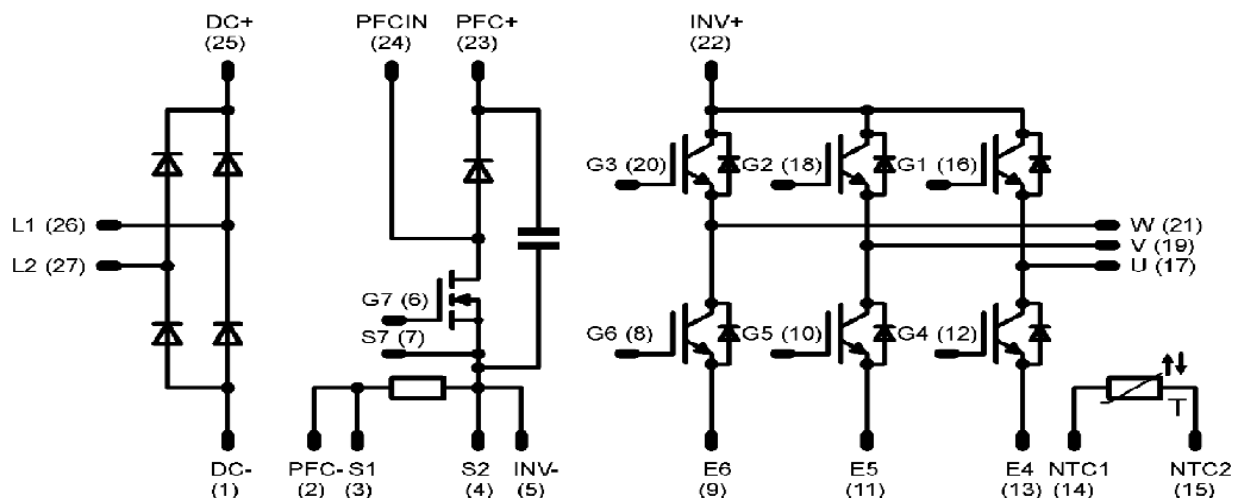 DC+ PFCIN PFC+ INV+
(25) (24) (23) (22)
G3 (20) G2 (18) G1 (16)
L1 (26) W (21)
V (19)
L2 (27) U (17)
G7 (6)
S7 (7) G6 (8) G5 (10) G4 (12)
T
DC- PFC- S1 S2 INV- E6 E5 E4 NTC1 NTC2
(1) (2) (3) (4) (5) (9) (11) (13) (14) (15)